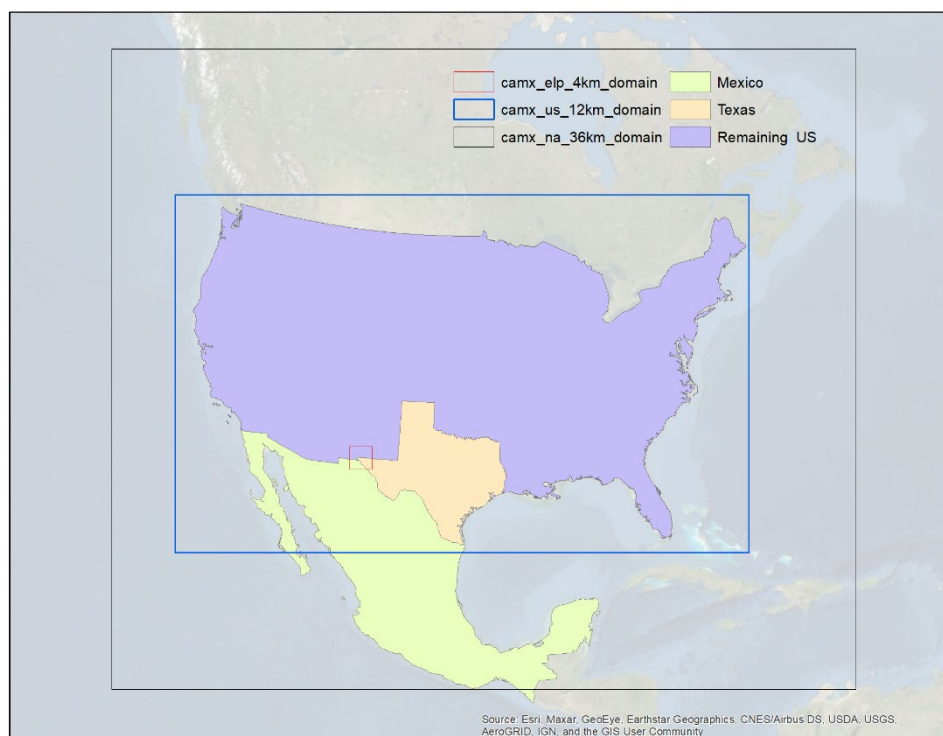 camx_elp_4km_domain
Mexico
camx_us_12km_domain
Texas
camx_na_36km_domain
Remaining US
Source: Esri, Maxar, GeoEye, Earthstar Geographics, CNES/Airbus DS, USDA, USGS,
AeroGRID, IGN, and the GIS User Community